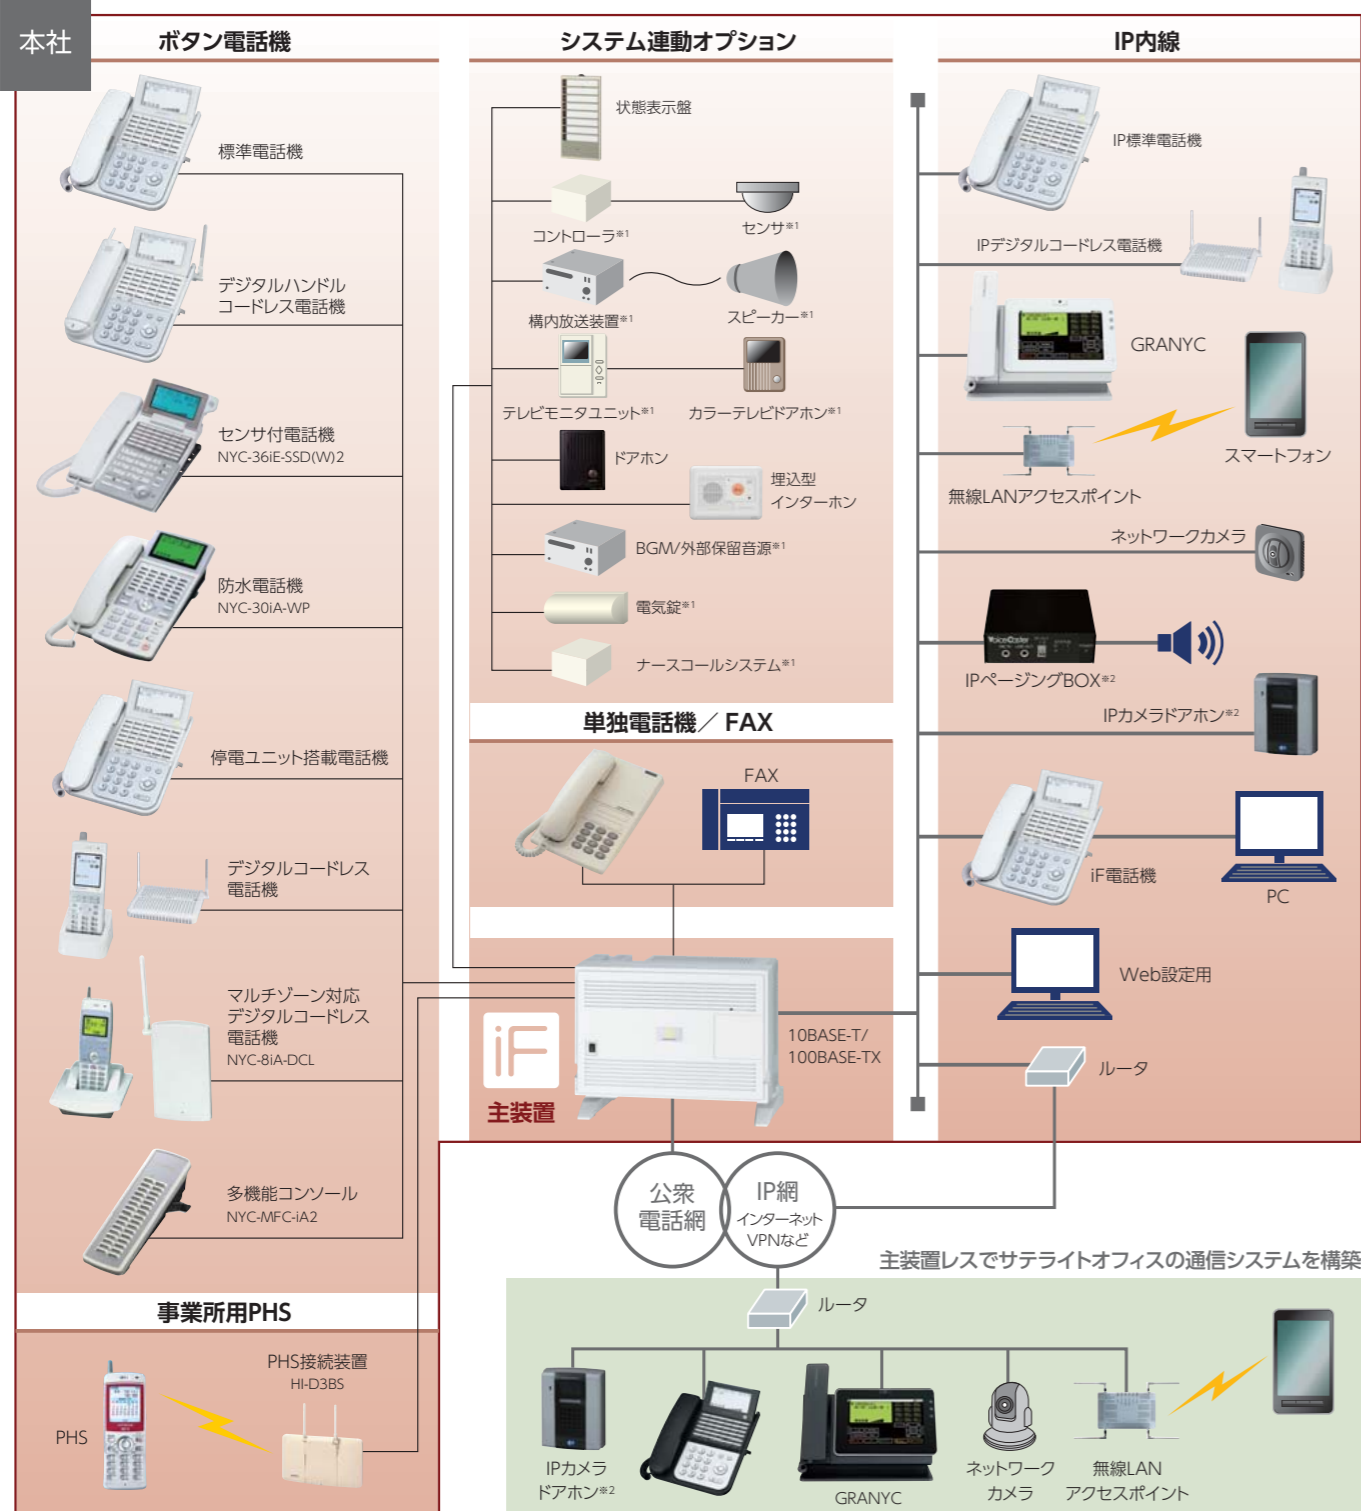 本社
ボタン電話機
標準電話機
デジタルハンドル
コードレス電話機
センサ付電話機
NYC-36iE-SSD(W)2
防水電話機
NYC-30iA-WP
停電ユニット搭載電話機
デジタルコードレス
電話機
マルチゾーン対応
デジタルコードレス
電話機
NYC-8iA-DCL
多機能コンソール
NYC-MFC-iA2
事業所用PHS
PHS接続装置
HI-D3BS
PHS
システム連動オプション
状態表示盤
コントローラ※1
センサ※1
構内放送装置※1
スピーカー※1
テレビモニタユニット※1
カラーテレビドアホン※1
ドアホン
埋込型
インターホン
BGM/外部保留音源※1
電気錠※1
ナースコールシステム※1
単独電話機／FAX
FAX
iF
主装置
10BASE-T/
100BASE-TX
IP内線
IP標準電話機
IPデジタルコードレス電話機
GRANYC
スマートフォン
無線LANアクセスポイント
ネットワークカメラ
VoiceCaster
IPページングBOX※2
IPカメラドアホン※2
iF電話機
PC
Web設定用
ルータ
公衆
電話網
IP網
インターネット
VPNなど
主装置レスでサテライトオフィスの通信システムを構築
ルータ
IPカメラ
ドアホン※2
GRANYC
ネットワーク
カメラ
無線LAN
アクセスポイント